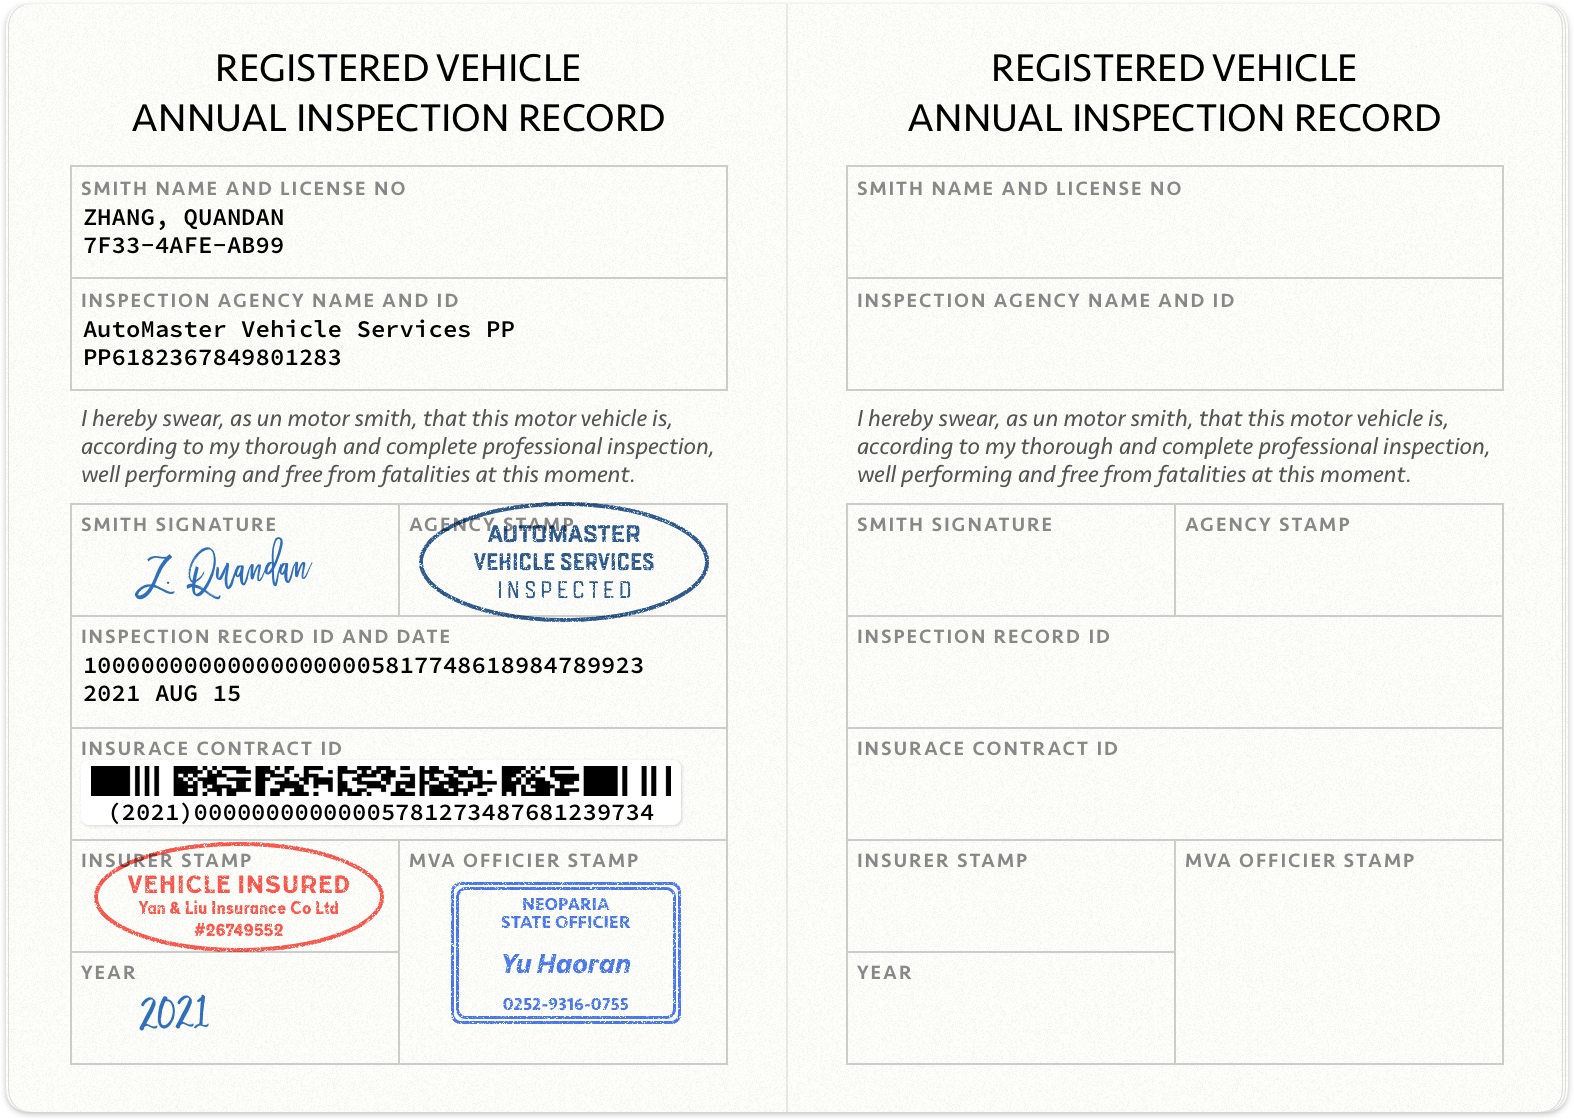 REGISTERED VEHICLE
ANNUAL INSPECTION RECORD
SMITH NAME AND LICENSE NO
ZHANG, QUANDAN
7F33-4AFE-AB99
INSPECTION AGENCY NAME AND ID
AutoMaster Vehicle Services PP
PP6182367849801283
I hereby swear, as un motor smith, that this motor vehicle is,
according to my thorough and complete professional inspection,
well performing and free from fatalities at this moment.
SMITH SIGNATURE
Z. Quandan
AGENCY STAMP
AUTOMASTER
VEHICLE SERVICES
INSPECTED
INSPECTION RECORD ID AND DATE
100000000000000000005817748618984789923
2021 AUG 15
INSURACE CONTRACT ID
(2021)00000000000005781273487681239734
INSURER STAMP
VEHICLE INSURED
Yan & Liu Insurance Co Ltd
#26749552
YEAR
2021
MVA OFFICIER STAMP
NEOPARIA
STATE OFFICIER
Yu Haoran
0252-9316-0755
REGISTERED VEHICLE
ANNUAL INSPECTION RECORD
SMITH NAME AND LICENSE NO
INSPECTION AGENCY NAME AND ID
I hereby swear, as un motor smith, that this motor vehicle is,
according to my thorough and complete professional inspection,
well performing and free from fatalities at this moment.
SMITH SIGNATURE
AGENCY STAMP
INSPECTION RECORD ID
INSURACE CONTRACT ID
INSURER STAMP
YEAR
MVA OFFICIER STAMP